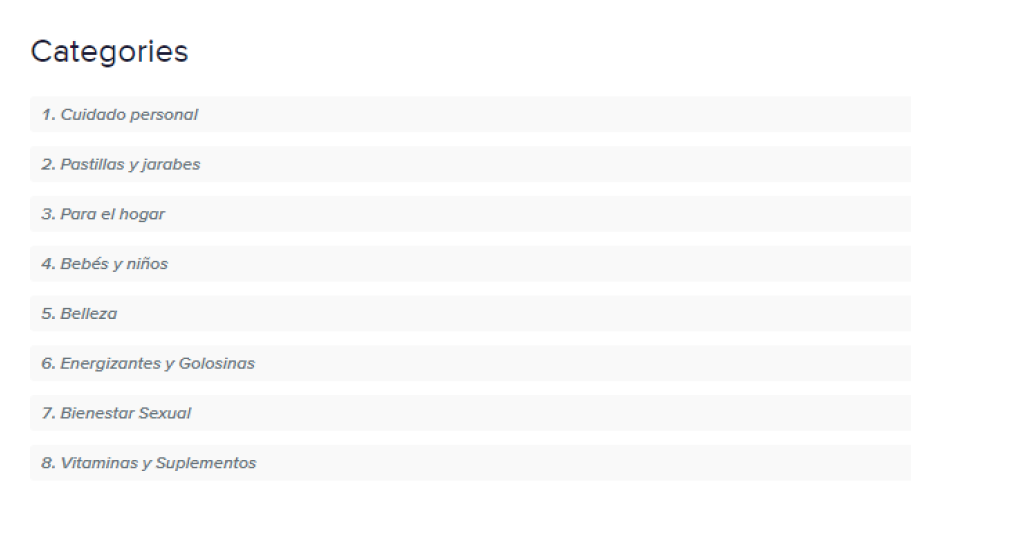 Categories
1. Cuidado personal
2. Pastillas y jarabes
3. Para el hogar
4. Bebés y niños
5. Belleza
6. Energizantes y Golosinas
7. Bienestar Sexual
8. Vitaminas y Suplementos